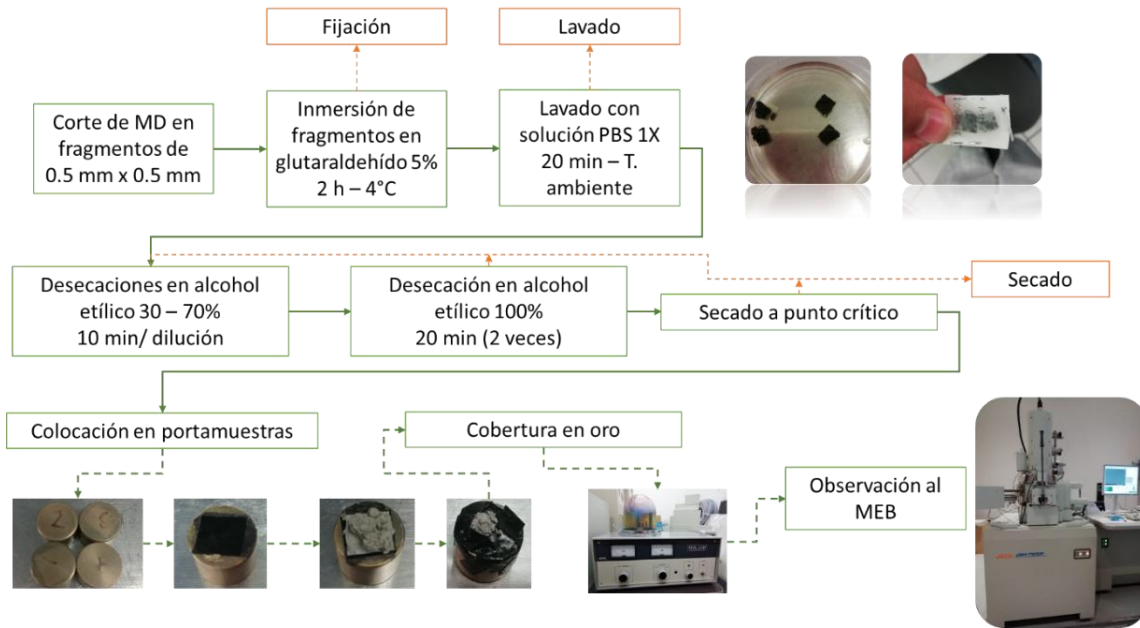 Fijación
Lavado
Corte de MD en
fragmentos de
0.5 mm x 0.5 mm
Inmersión de
fragmentos en
glutaraldehído 5%
2 h – 4°C
Lavado con
solución PBS 1X
20 min – T.
ambiente
Desecaciones en alcohol
etílico 30 – 70%
10 min/ dilución
Desecación en alcohol
etílico 100%
20 min (2 veces)
Secado a punto crítico
Secado
Colocación en portamuestras
Cobertura en oro
Observación al
MEB
2
3